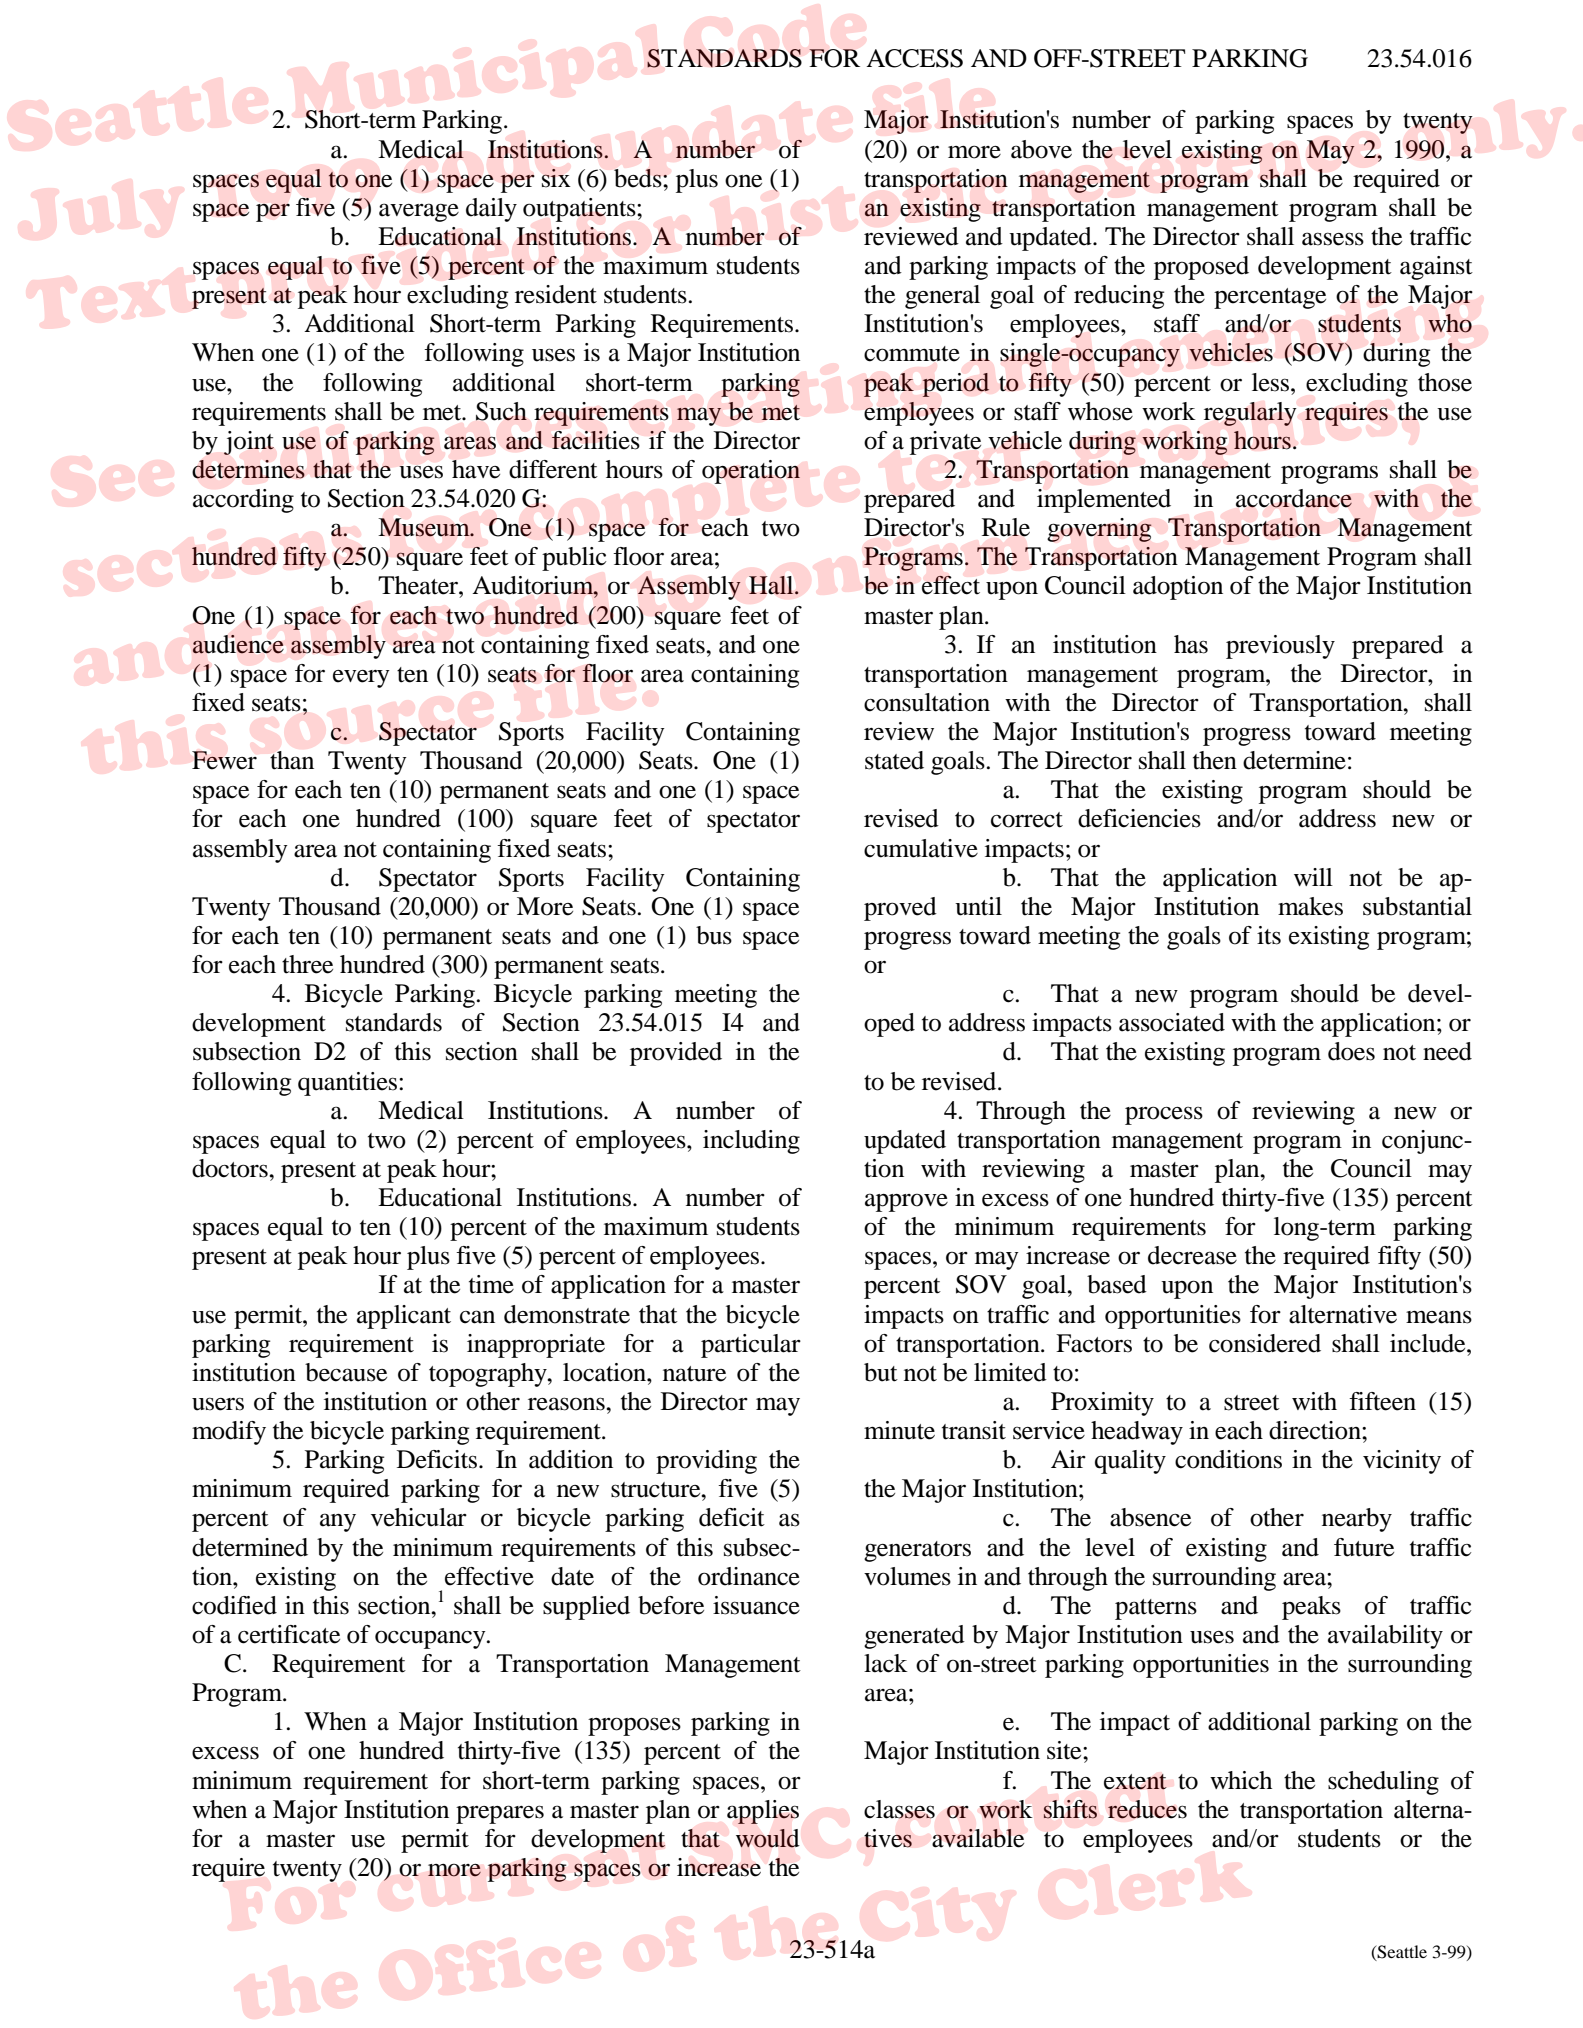 STANDARDS FOR ACCESS AND OFF-STREET PARKING 23.54.016
2. Short-term Parking.
a. Medical Institutions. A number of
spaces equal to one (1) space per six (6) beds; plus one (1)
space per five (5) average daily outpatients;
b. Educational Institutions. A number of
spaces equal to five (5) percent of the maximum students
present at peak hour excluding resident students.
3. Additional Short-term Parking Requirements.
When one (1) of the following uses is a Major Institution
use, the following additional short-term parking
requirements shall be met. Such requirements may be met
by joint use of parking areas and facilities if the Director
determines that the uses have different hours of operation
according to Section 23.54.020 G:
a. Museum. One (1) space for each two
hundred fifty (250) square feet of public floor area;
b. Theater, Auditorium, or Assembly Hall.
One (1) space for each two hundred (200) square feet of
audience assembly area not containing fixed seats, and one
(1) space for every ten (10) seats for floor area containing
fixed seats;
c. Spectator Sports Facility Containing
Fewer than Twenty Thousand (20,000) Seats. One (1)
space for each ten (10) permanent seats and one (1) space
for each one hundred (100) square feet of spectator
assembly area not containing fixed seats;
d. Spectator Sports Facility Containing
Twenty Thousand (20,000) or More Seats. One (1) space
for each ten (10) permanent seats and one (1) bus space
for each three hundred (300) permanent seats.
4. Bicycle Parking. Bicycle parking meeting the
development standards of Section 23.54.015 I4 and
subsection D2 of this section shall be provided in the
following quantities:
a. Medical Institutions. A number of
spaces equal to two (2) percent of employees, including
doctors, present at peak hour;
b. Educational Institutions. A number of
spaces equal to ten (10) percent of the maximum students
present at peak hour plus five (5) percent of employees.
If at the time of application for a master
use permit, the applicant can demonstrate that the bicycle
parking requirement is inappropriate for a particular
institution because of topography, location, nature of the
users of the institution or other reasons, the Director may
modify the bicycle parking requirement.
5. Parking Deficits. In addition to providing the
minimum required parking for a new structure, five (5)
percent of any vehicular or bicycle parking deficit as
determined by the minimum requirements of this subsec-
tion, existing on the effective date of the ordinance
codified in this section,1 shall be supplied before issuance
of a certificate of occupancy.
C. Requirement for a Transportation Management
Program.
1. When a Major Institution proposes parking in
excess of one hundred thirty-five (135) percent of the
minimum requirement for short-term parking spaces, or
when a Major Institution prepares a master plan or applies
for a master use permit for development that would
require twenty (20) or more parking spaces or increase the
Major Institution's number of parking spaces by twenty
(20) or more above the level existing on May 2, 1990, a
transportation management program shall be required or
an existing transportation management program shall be
reviewed and updated. The Director shall assess the traffic
and parking impacts of the proposed development against
the general goal of reducing the percentage of the Major
Institution's employees, staff and/or students who
commute in single-occupancy vehicles (SOV) during the
peak period to fifty (50) percent or less, excluding those
employees or staff whose work regularly requires the use
of a private vehicle during working hours.
2. Transportation management programs shall be
prepared and implemented in accordance with the
Director's Rule governing Transportation Management
Programs. The Transportation Management Program shall
be in effect upon Council adoption of the Major Institution
master plan.
3. If an institution has previously prepared a
transportation management program, the Director, in
consultation with the Director of Transportation, shall
review the Major Institution's progress toward meeting
stated goals. The Director shall then determine:
a. That the existing program should be
revised to correct deficiencies and/or address new or
cumulative impacts; or
b. That the application will not be ap-
proved until the Major Institution makes substantial
progress toward meeting the goals of its existing program;
or
c. That a new program should be devel-
oped to address impacts associated with the application; or
d. That the existing program does not need
to be revised.
4. Through the process of reviewing a new or
updated transportation management program in conjunc-
tion with reviewing a master plan, the Council may
approve in excess of one hundred thirty-five (135) percent
of the minimum requirements for long-term parking
spaces, or may increase or decrease the required fifty (50)
percent SOV goal, based upon the Major Institution's
impacts on traffic and opportunities for alternative means
of transportation. Factors to be considered shall include,
but not be limited to:
a. Proximity to a street with fifteen (15)
minute transit service headway in each direction;
b. Air quality conditions in the vicinity of
the Major Institution;
c. The absence of other nearby traffic
generators and the level of existing and future traffic
volumes in and through the surrounding area;
d. The patterns and peaks of traffic
generated by Major Institution uses and the availability or
lack of on-street parking opportunities in the surrounding
area;
e. The impact of additional parking on the
Major Institution site;
f. The extent to which the scheduling of
classes or work shifts reduces the transportation alterna-
tives available to employees and/or students or the
23-514a
(Seattle 3-99)
Seattle Municipal Code
July 1999 code update file
Text provided for historic reference only.
See ordinances creating and amending
sections for complete text, graphics,
and tables and to confirm accuracy of
this source file.
For current SMC, contact
the Office of the City Clerk